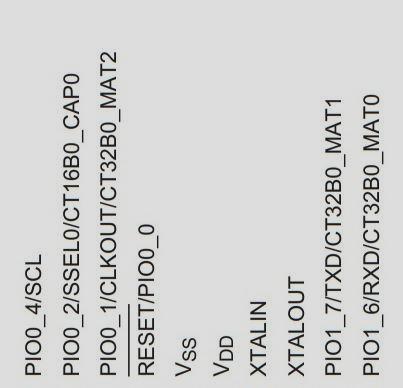 PIO0_4/SCL
PIO0_2/SSEL0/CT16B0_CAP0
PIO0_1/CLKOUT/CT32B0_MAT2
RESET/PIO0_0
VSS
VDD
XTALIN
XTALOUT
PIO1_7/TXD/CT32B0_MAT1
PIO1_6/RXD/CT32B0_MAT0